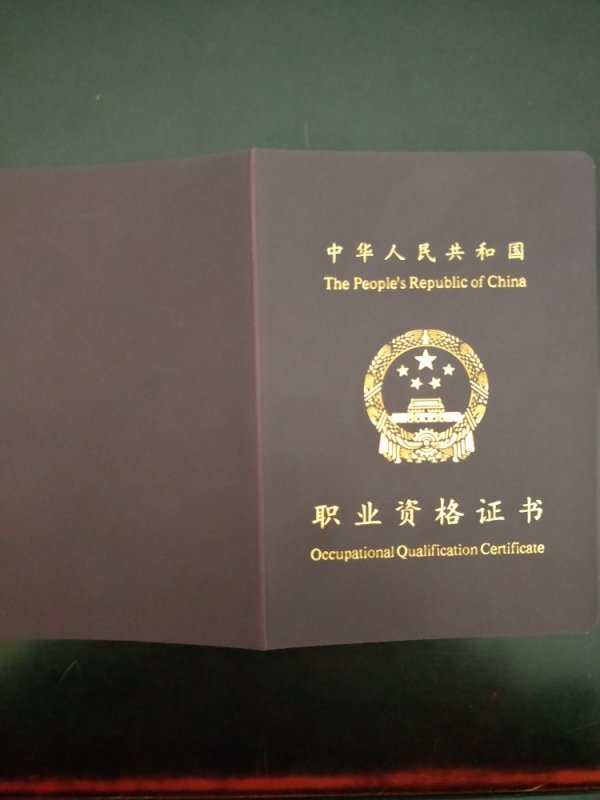 中华人民共和国
The People's Republic of China
职业资格证书
Occupational Qualification Certificate